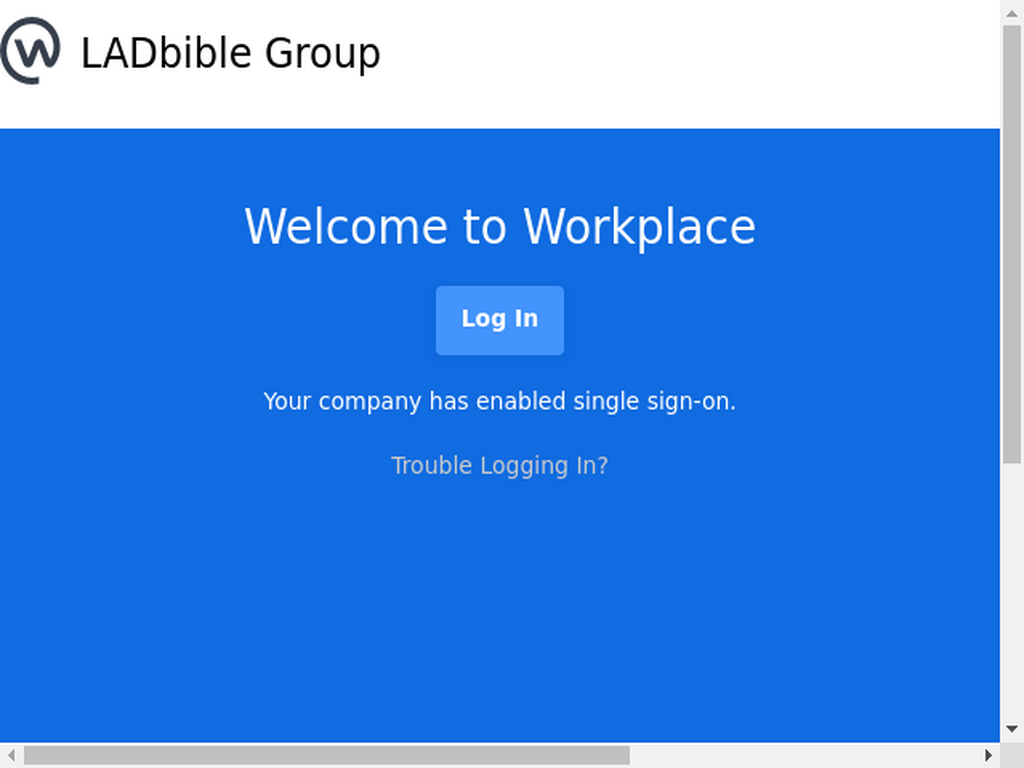 LADbible Group
Welcome to Workplace
Log In
Your company has enabled single sign-on.
Trouble Logging In?